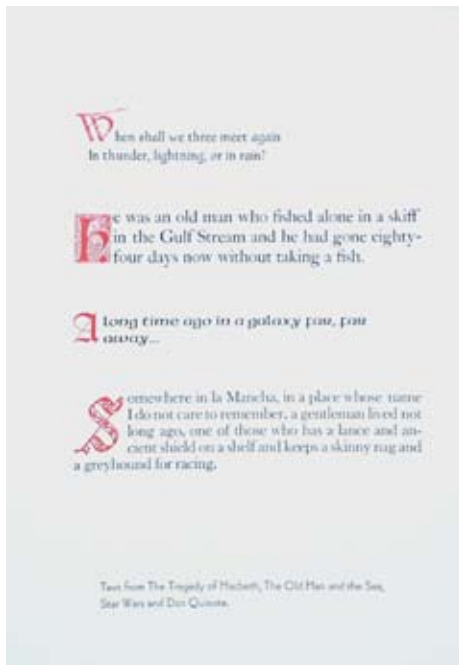 When shall we three meet again
In thunder, lightning, or in rain?
He was an old man who fished alone in a skiff
in the Gulf Stream and he had gone eighty-
four days now without taking a fish.
A long time ago in a galaxy far, far
away...
Somewhere in la Mancha, in a place whose name
I do not care to remember, a gentleman lived not
long ago, one of those who has a lance and an-
cient shield on a shelf and keeps a skinny nag and
a greyhound for racing.
Text from The Tragedy of Macbeth, The Old Man and the Sea,
Star Wars and Don Quixote.